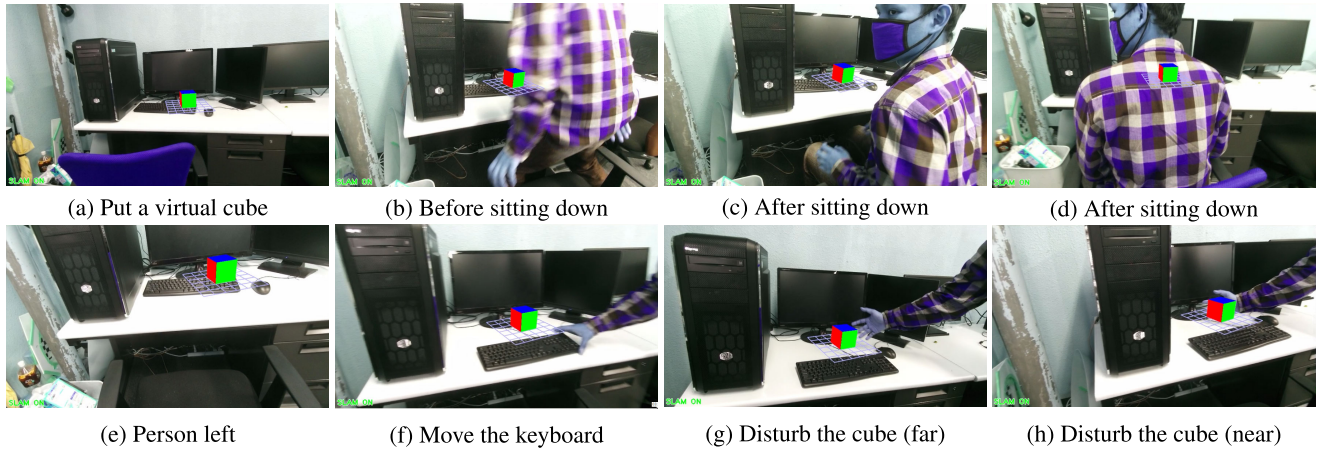 SLAM ON
SLAM ON
SLAM ON
SLAM ON
(a) Put a virtual cube
(b) Before sitting down
(c) After sitting down
(d) After sitting down
SLAM ON
SLAM ON
SLAM ON
SLAM ON
(e) Person left
(f) Move the keyboard
(g) Disturb the cube (far)
(h) Disturb the cube (near)